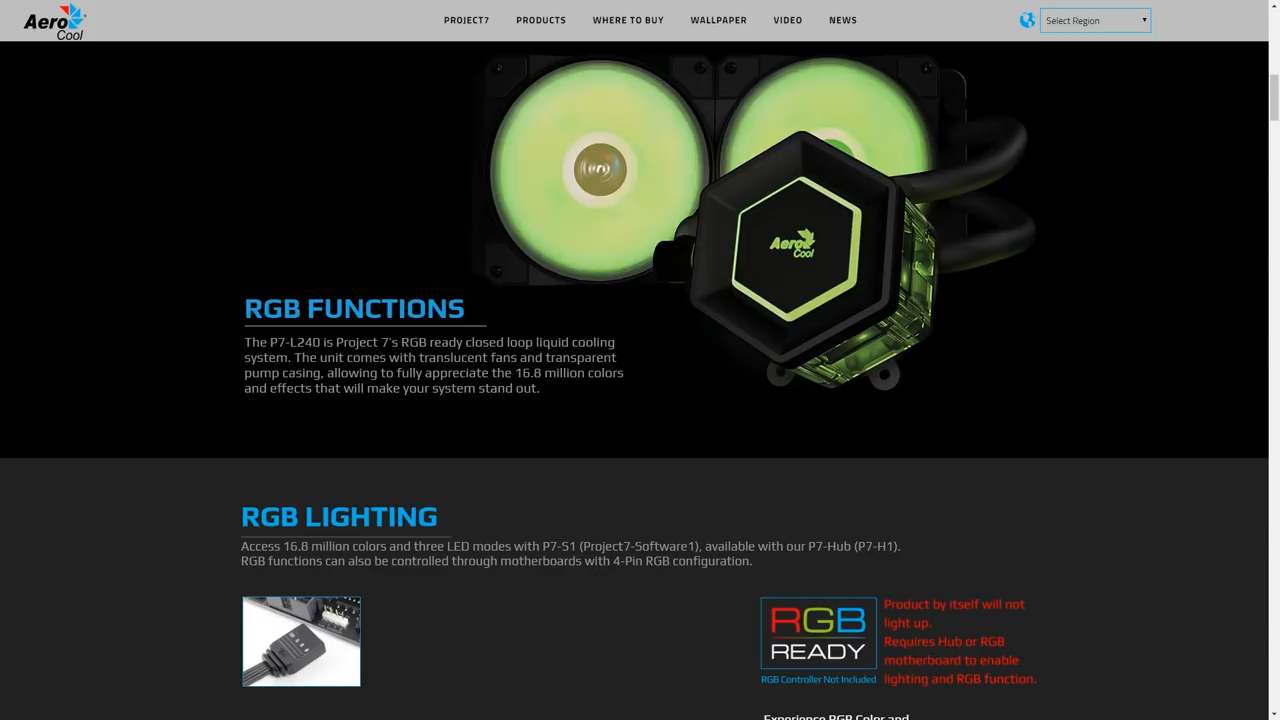 Aero Cool
PROJECT7 PRODUCTS WHERE TO BUY WALLPAPER VIDEO NEWS
Select Region
Aero Cool
RGB FUNCTIONS
The P7-L240 is Project 7's RGB ready closed loop liquid cooling
system. The unit comes with translucent fans and transparent
pump casing, allowing to fully appreciate the 16.8 million colors
and effects that will make your system stand out.
RGB LIGHTING
Access 16.8 million colors and three LED modes with P7-S1 (Project7-Software1), available with our P7-Hub (P7-H1).
RGB functions can also be controlled through motherboards with 4-Pin RGB configuration.
RGB
READY
RGB Controller Not Included
Product by itself will not
light up.
Requires Hub or RGB
motherboard to enable
lighting and RGB function.
Experience RGB Color and